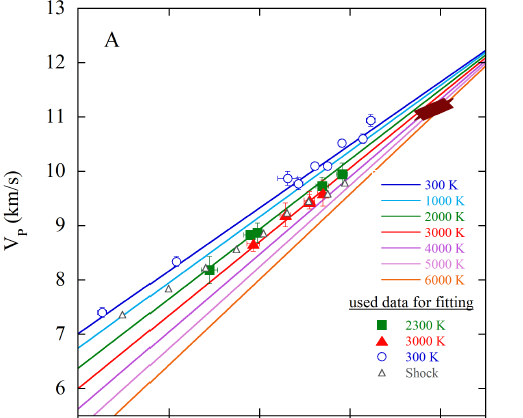 13
A
12
11
10
9
8
7
6
V_P (km/s)
300 K
1000 K
2000 K
3000 K
4000 K
5000 K
6000 K
used data for fitting
2300 K
3000 K
300 K
Shock